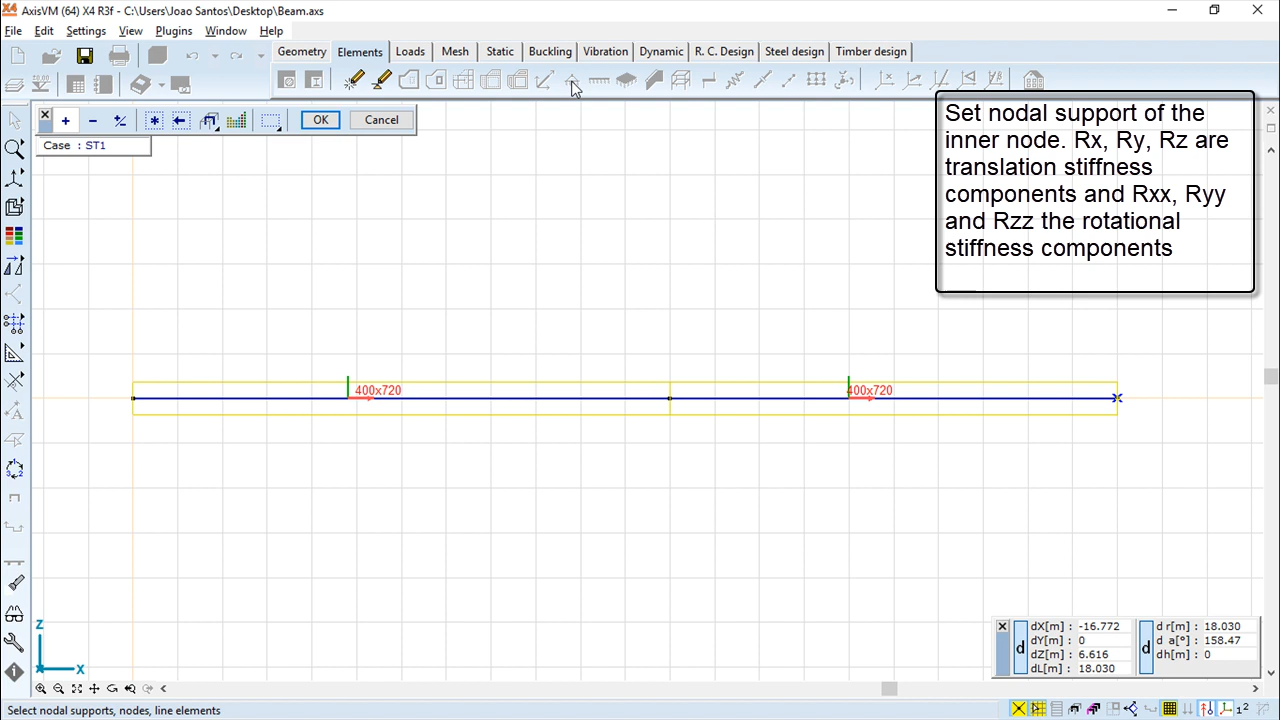 AxisVM (64) X4 R3f - C:\Users\Joao Santos\Desktop\Beam.axs
File Edit Settings View Plugins Window Help
Geometry Elements Loads Mesh Static Buckling Vibration Dynamic R. C. Design Steel design Timber design
OK Cancel
Case : ST1
Set nodal support of the
inner node. Rx, Ry, Rz are
translation stiffness
components and Rxx, Ryy
and Rzz the rotational
stiffness components
400x720 400x720
Z
X
d
dX[m] : -16.772
dY[m] : 0
dZ[m] : 6.616
dL[m] : 18.030
d
d r[m] : 18.030
d a[°] : 158.47
dh[m] : 0
Select nodal supports, nodes, line elements